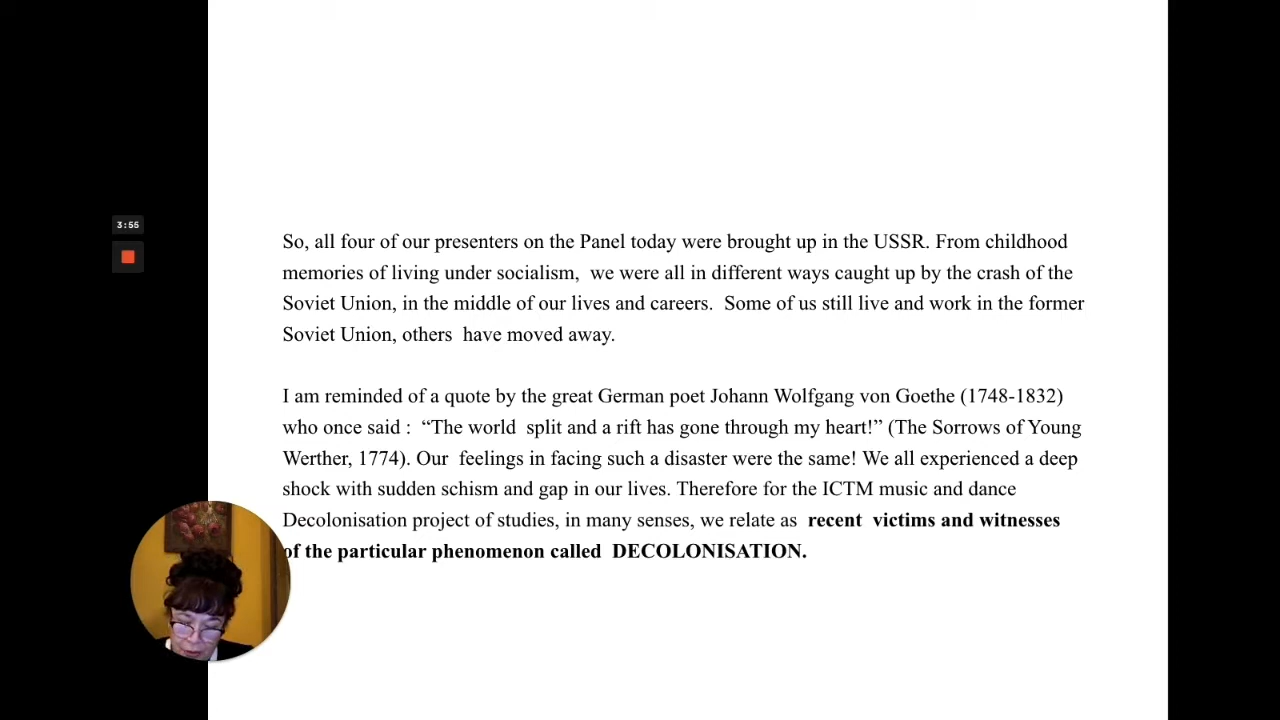 3:55
So, all four of our presenters on the Panel today were brought up in the USSR. From childhood
memories of living under socialism,  we were all in different ways caught up by the crash of the
Soviet Union, in the middle of our lives and careers.  Some of us still live and work in the former
Soviet Union, others  have moved away.
I am reminded of a quote by the great German poet Johann Wolfgang von Goethe (1748-1832)
who once said :  “The world  split and a rift has gone through my heart!” (The Sorrows of Young
Werther, 1774). Our  feelings in facing such a disaster were the same! We all experienced a deep
shock with sudden schism and gap in our lives. Therefore for the ICTM music and dance
Decolonisation project of studies, in many senses, we relate as  recent  victims and witnesses
of the particular phenomenon called  DECOLONISATION.